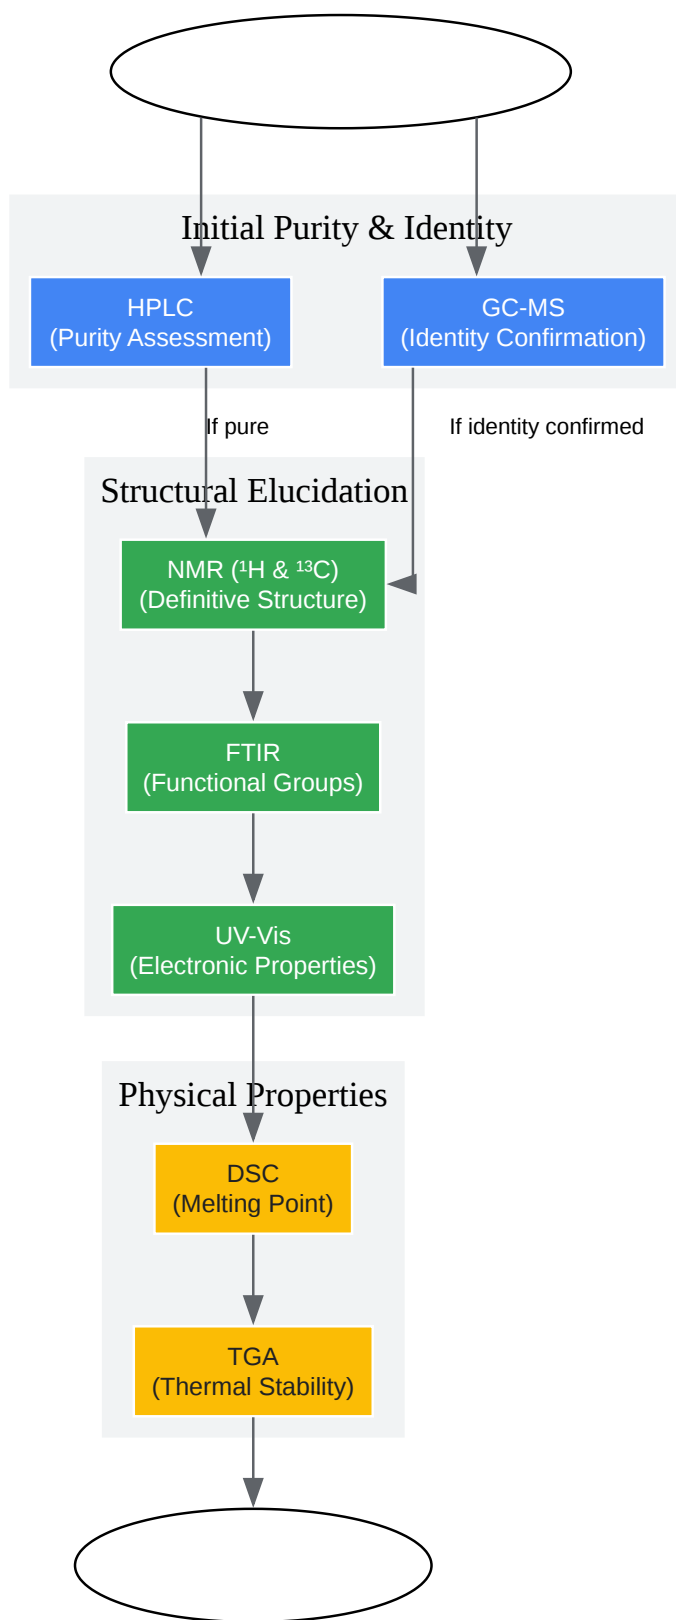 Initial Purity & Identity
HPLC
(Purity Assessment)
GC-MS
(Identity Confirmation)
If pure
If identity confirmed
Structural Elucidation
NMR (¹H & ¹³C)
(Definitive Structure)
FTIR
(Functional Groups)
UV-Vis
(Electronic Properties)
Physical Properties
DSC
(Melting Point)
TGA
(Thermal Stability)